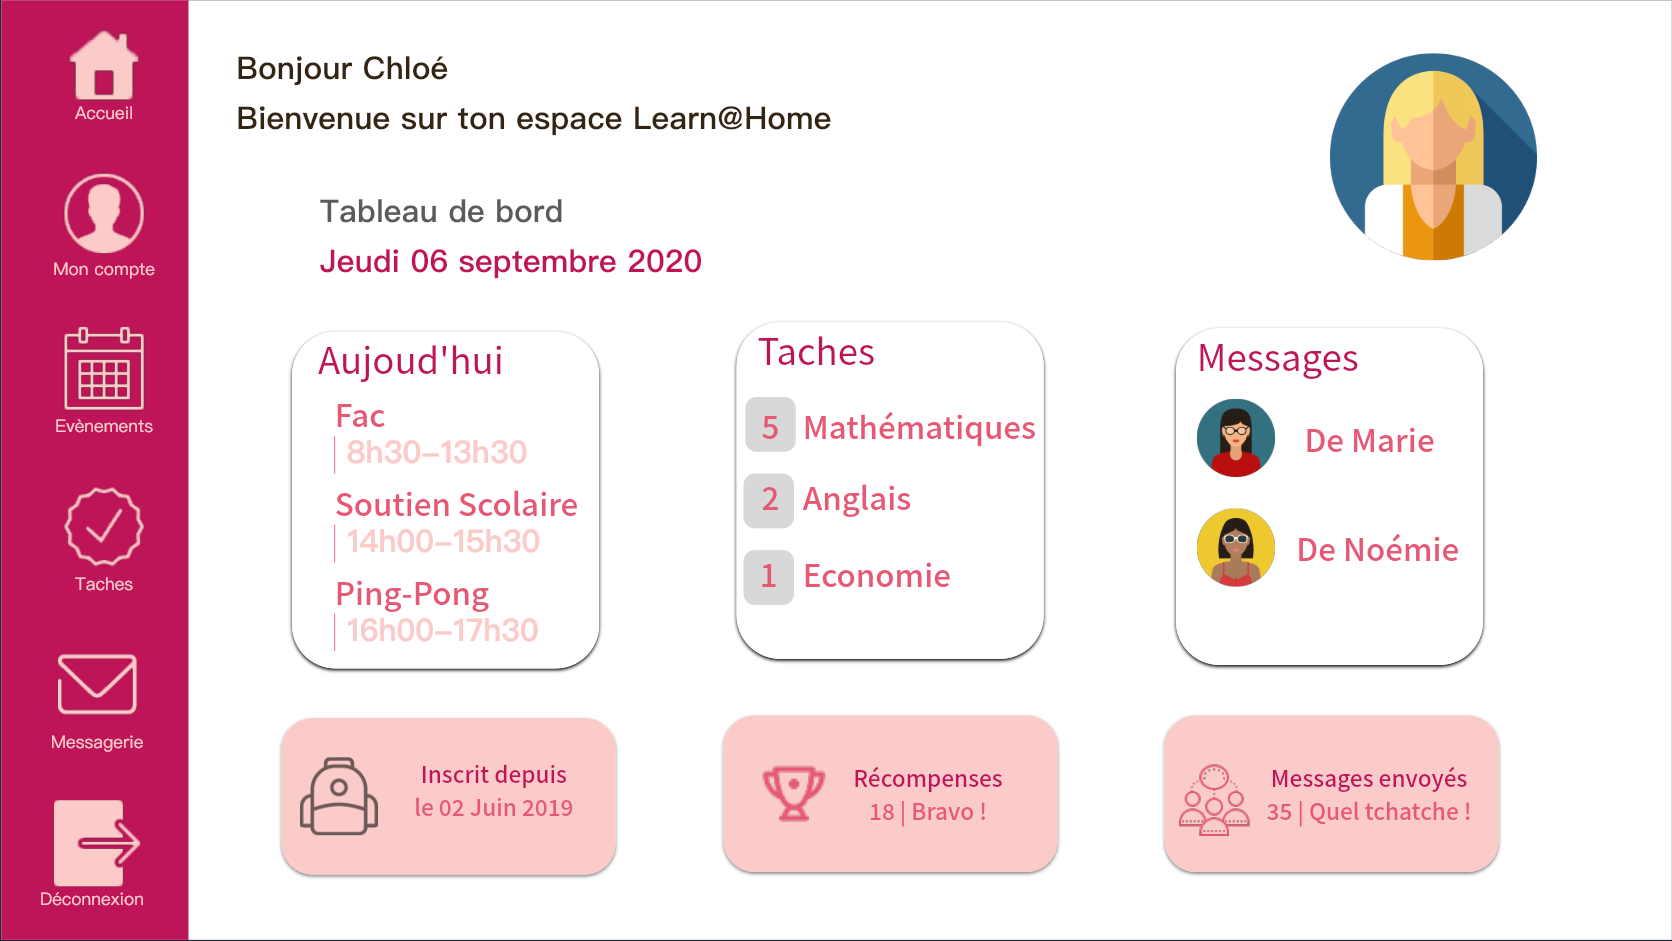 Accueil
Mon compte
Evènements
Taches
Messagerie
Déconnexion
Bonjour Chloé
Bienvenue sur ton espace Learn@Home
Tableau de bord
Jeudi 06 septembre 2020
Aujoud'hui
Fac
8h30–13h30
Soutien Scolaire
14h00–15h30
Ping-Pong
16h00–17h30
Taches
5 Mathématiques
2 Anglais
1 Economie
Messages
De Marie
De Noémie
Inscrit depuis
le 02 Juin 2019
Récompenses
18 | Bravo !
Messages envoyés
35 | Quel tchatche !